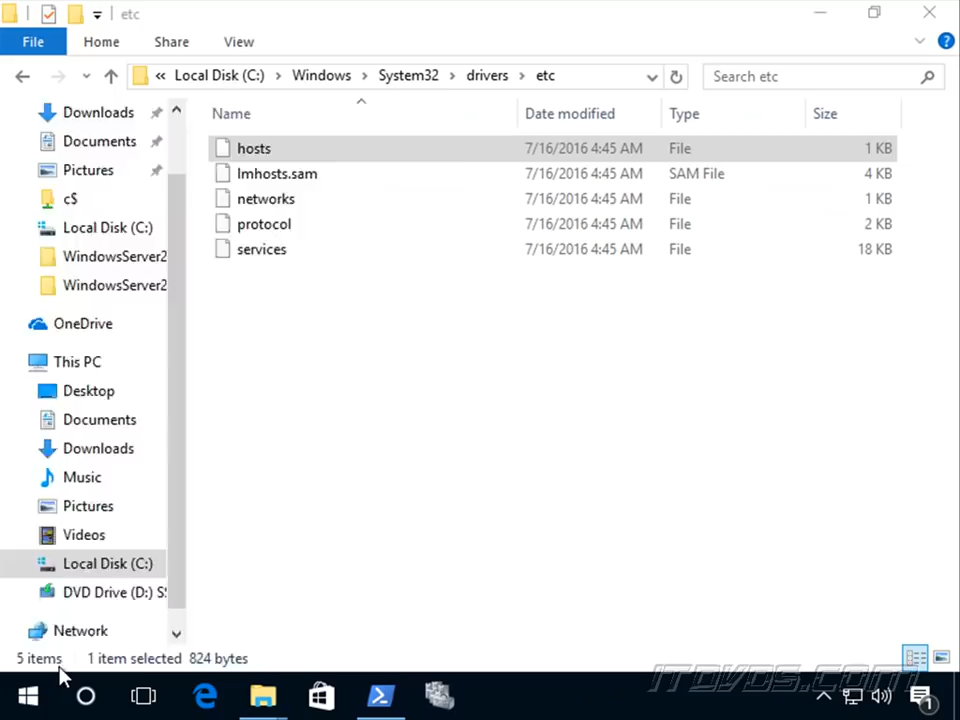 etc
File Home Share View
« Local Disk (C:) › Windows › System32 › drivers › etc
Search etc
Name Date modified Type Size
hosts 7/16/2016 4:45 AM File 1 KB
lmhosts.sam 7/16/2016 4:45 AM SAM File 4 KB
networks 7/16/2016 4:45 AM File 1 KB
protocol 7/16/2016 4:45 AM File 2 KB
services 7/16/2016 4:45 AM File 18 KB
Downloads
Documents
Pictures
c$
Local Disk (C:)
WindowsServer2
WindowsServer2
OneDrive
This PC
Desktop
Documents
Downloads
Music
Pictures
Videos
Local Disk (C:)
DVD Drive (D:) S
Network
5 items 1 item selected 824 bytes
ITDVDS.COM
1